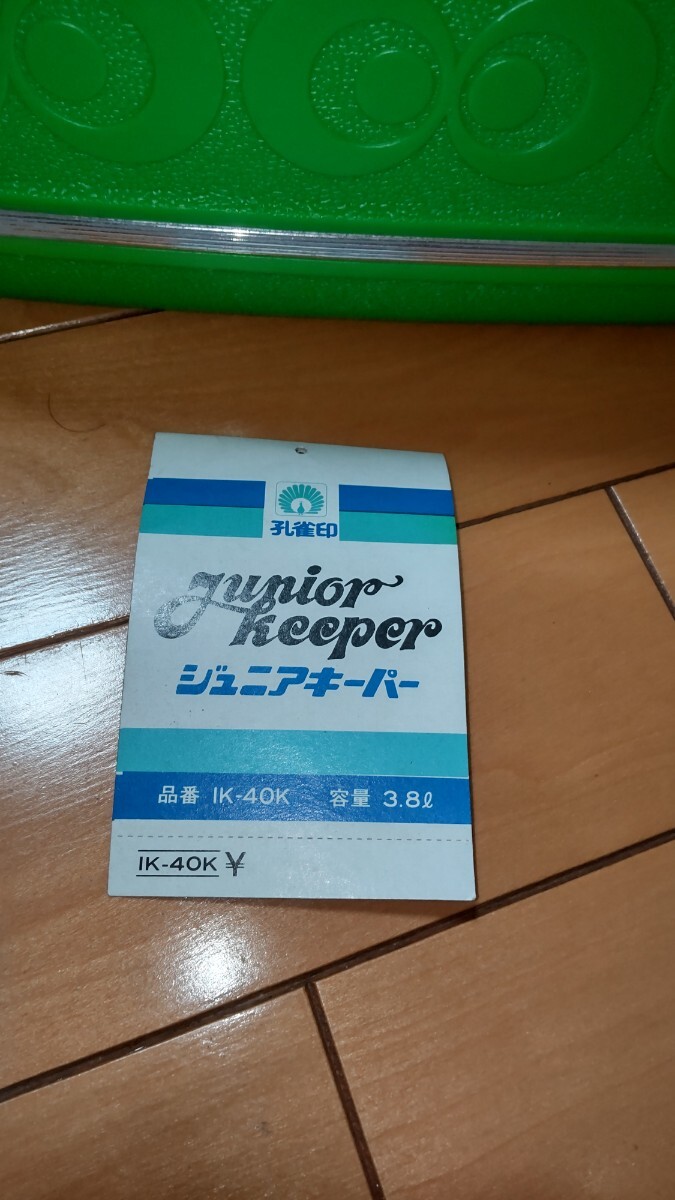 孔雀印
junior
keeper
ジュニアキーパー
品番 IK-40K 容量 3.8ℓ
IK-40K ¥